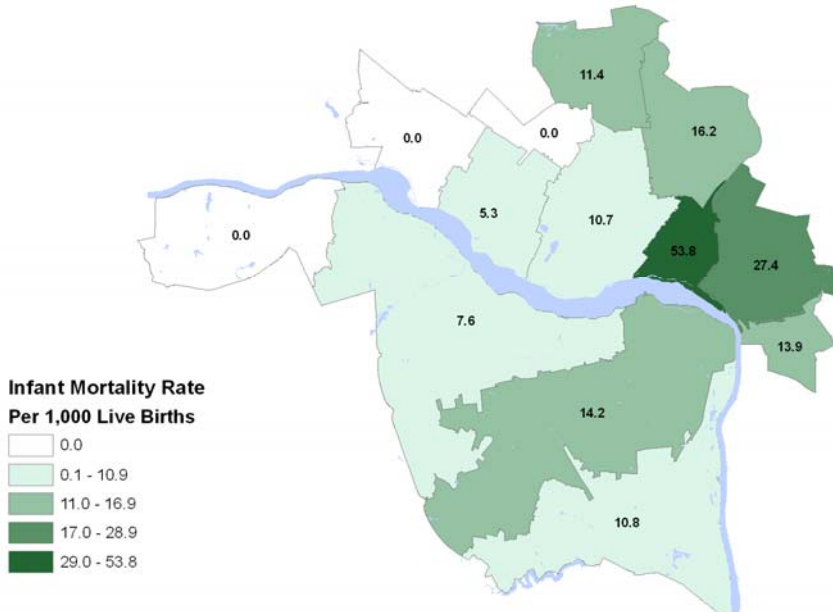 11.4
0.0
0.0
16.2
5.3
10.7
0.0
53.8
27.4
7.6
13.9
Infant Mortality Rate
Per 1,000 Live Births
0.0
0.1 - 10.9
11.0 - 16.9
17.0 - 28.9
29.0 - 53.8
14.2
10.8